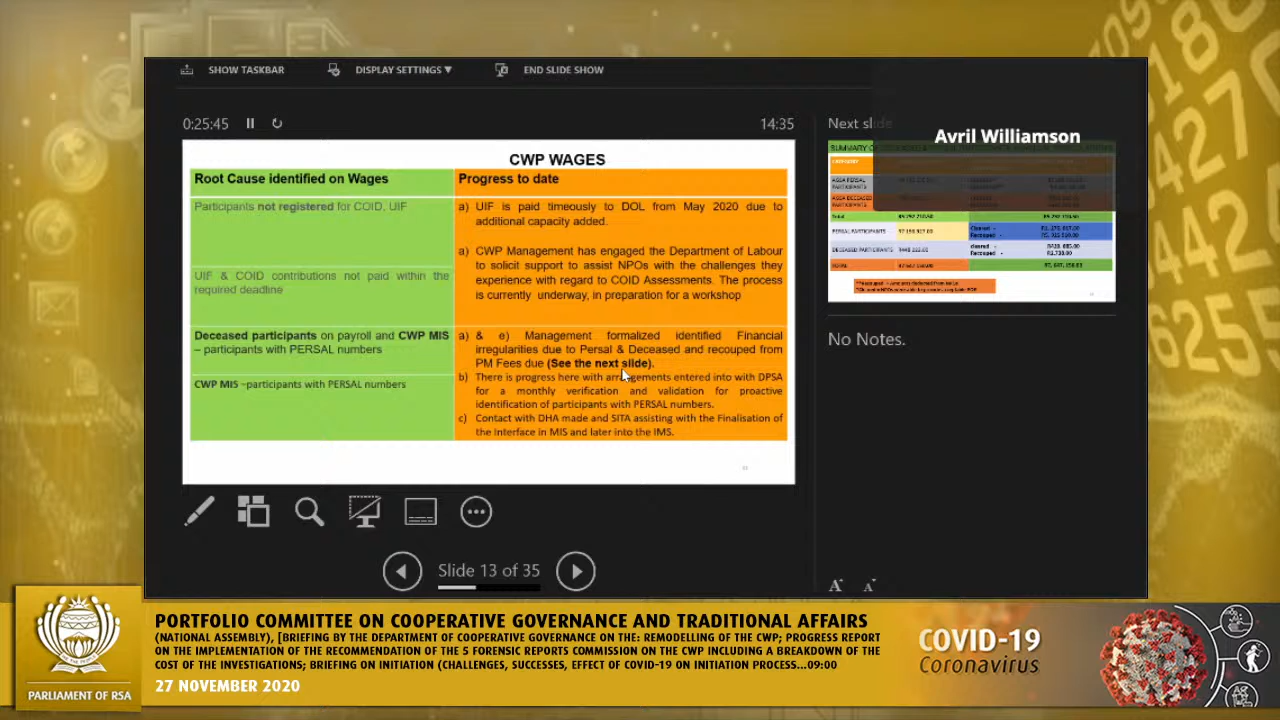 SHOW TASKBAR
DISPLAY SETTINGS ▼
END SLIDE SHOW
0:25:45
14:35
Next
Avril Williamson
CWP WAGES
Root Cause identified on Wages
Progress to date
Participants not registered for COID, UIF
a) UIF is paid timeously to DOL from May 2020 due to
additional capacity added.
a) CWP Management has engaged the Department of Labour
to solicit support to assist NPOs with the challenges they
experience with regard to COID Assessments. The process
is currently underway, in preparation for a workshop
UIF & COID contributions not paid within the
required deadline
Deceased participants on payroll and CWP MIS
– participants with PERSAL numbers
a) & e) Management formalized identified Financial
irregularities due to Persal & Deceased and recouped from
PM Fees due (See the next slide).
CWP MIS –participants with PERSAL numbers
b) There is progress here with arrangements entered into with DPSA
for a monthly verification and validation for proactive
identification of participants with PERSAL numbers.
c) Contact with DHA made and SITA assisting with the Finalisation of
the Interface in MIS and later into the IMS.
SUMMARY
PERSAL PARTICIPANTS
DECEASED PARTICIPANTS
No Notes.
Slide 13 of 35
A A
PORTFOLIO COMMITTEE ON COOPERATIVE GOVERNANCE AND TRADITIONAL AFFAIRS
(NATIONAL ASSEMBLY), [BRIEFING BY THE DEPARTMENT OF COOPERATIVE GOVERNANCE ON THE: REMODELLING OF THE CWP; PROGRESS REPORT
ON THE IMPLEMENTATION OF THE RECOMMENDATION OF THE 5 FORENSIC REPORTS COMMISSION ON THE CWP INCLUDING A BREAKDOWN OF THE
COST OF THE INVESTIGATIONS; BRIEFING ON INITIATION (CHALLENGES, SUCCESSES, EFFECT OF COVID-19 ON INITIATION PROCESS...09:00
27 NOVEMBER 2020
PARLIAMENT OF RSA
COVID-19
Coronavirus